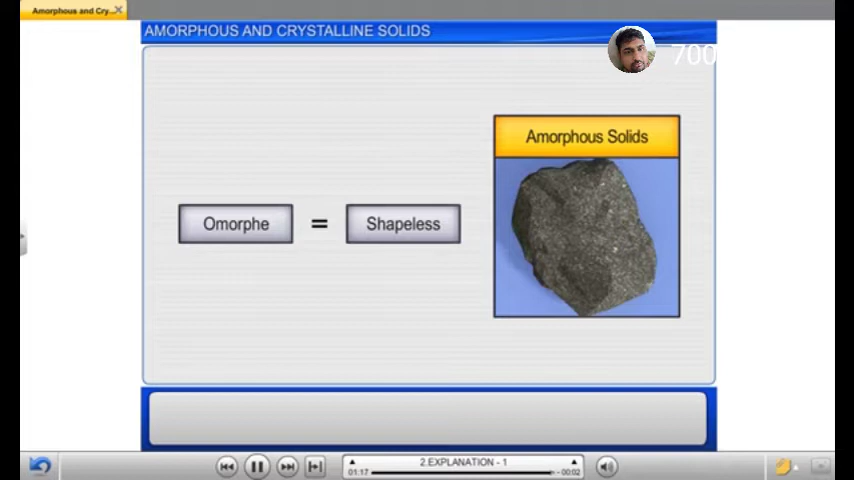 Amorphous and Cry...
AMORPHOUS AND CRYSTALLINE SOLIDS
700
Amorphous Solids
Omorphe = Shapeless
2.EXPLANATION - 1
01:17
- 00:02